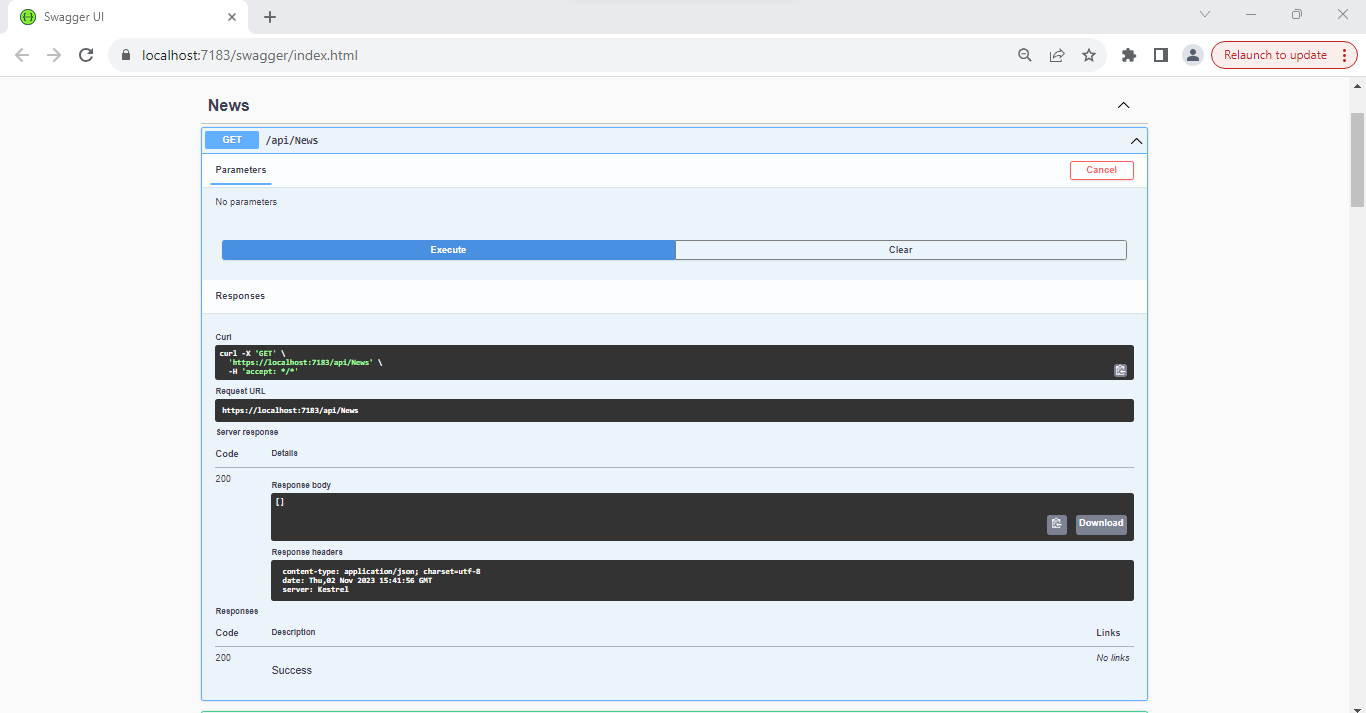 Swagger UI
localhost:7183/swagger/index.html
Relaunch to update
News
GET /api/News
Parameters
Cancel
No parameters
Execute
Clear
Responses
Curl
curl -X 'GET' \
'https://localhost:7183/api/News' \
-H 'accept: */*'
Request URL
https://localhost:7183/api/News
Server response
Code Details
200
Response body
[]
Download
Response headers
content-type: application/json; charset=utf-8
date: Thu,02 Nov 2023 15:41:56 GMT
server: Kestrel
Responses
Code Description Links
200 No links
Success